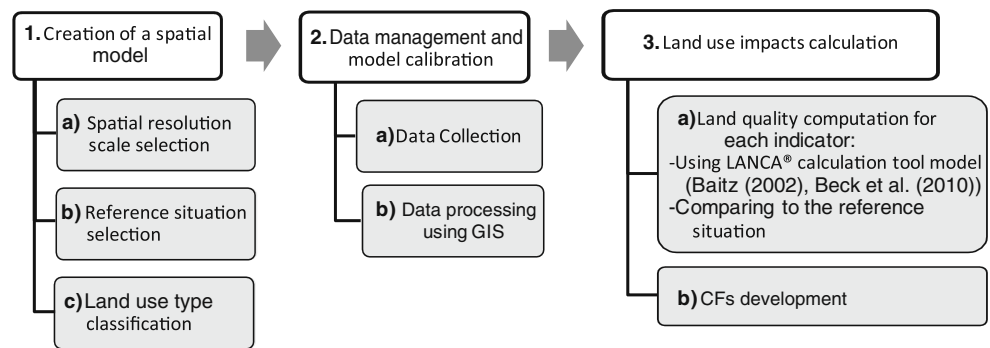 1. Creation of a spatial
model
a) Spatial resolution
scale selection
b) Reference situation
selection
c) Land use type
classification
2. Data management and
model calibration
a) Data Collection
b) Data processing
using GIS
3. Land use impacts calculation
a) Land quality computation for
each indicator:
-Using LANCA® calculation tool model
(Baitz (2002), Beck et al. (2010))
-Comparing to the reference
situation
b) CFs development